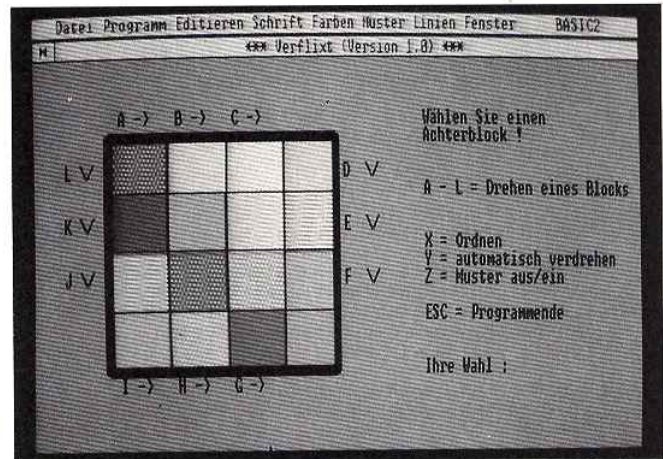 Datei Programm Editieren Schrift Farben Muster Linien Fenster BASIC2
*** Verflixt (Version 1.0) ***
A -> B -> C ->
Wählen Sie einen
Achterblock !
L V
D V
A - L = Drehen eines Blocks
K V
E V
X = Ordnen
Y = automatisch verdrehen
J V
F V
Z = Muster aus/ein
ESC = Programmende
Ihre Wahl :
I -> H -> G ->